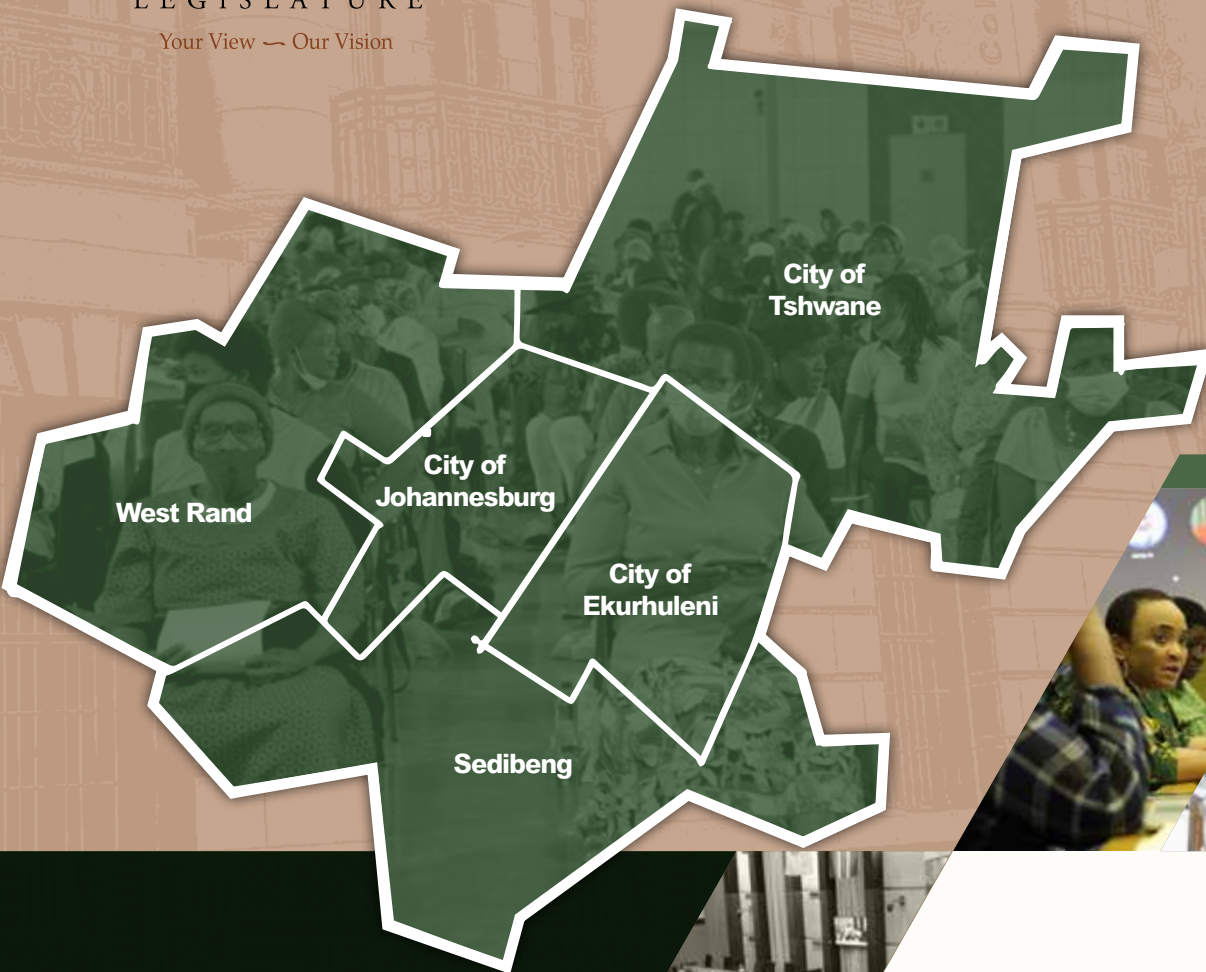 LEGISLATURE
Your View — Our Vision
City of
Tshwane
City of
Johannesburg
West Rand
City of
Ekurhuleni
Sedibeng